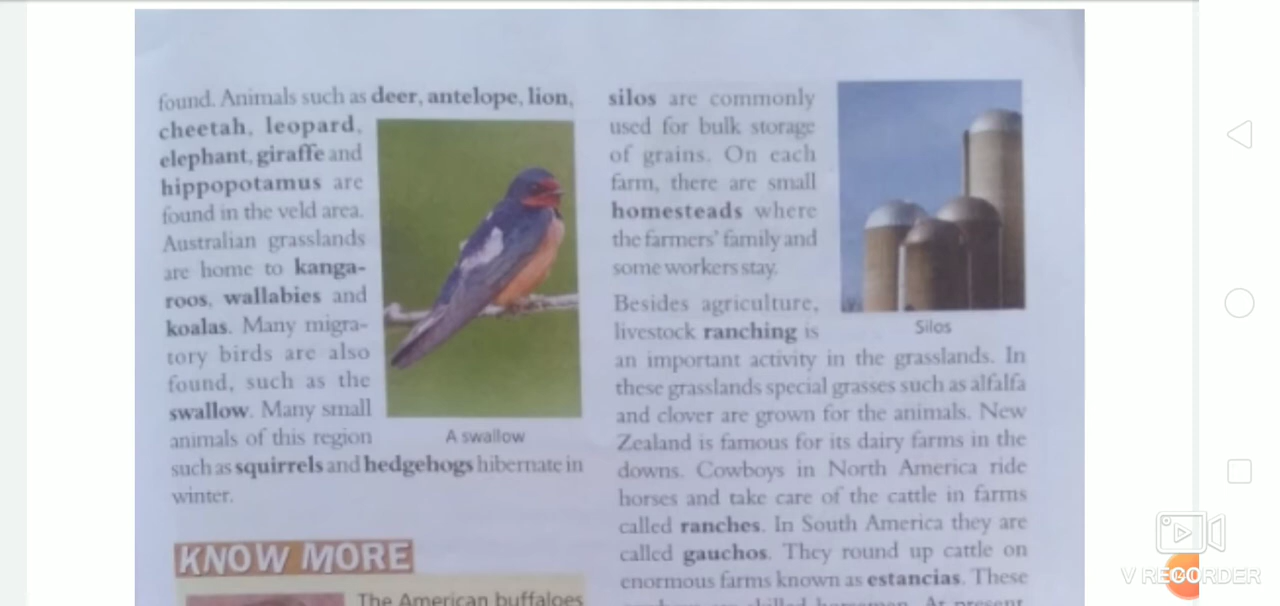 found. Animals such as deer, antelope, lion,
cheetah, leopard,
elephant, giraffe and
hippopotamus are
found in the veld area.
Australian grasslands
are home to kanga-
roos, wallabies and
koalas. Many migra-
tory birds are also
found, such as the
swallow. Many small
animals of this region
such as squirrels and hedgehogs hibernate in
winter.
A swallow
KNOW MORE
The American buffaloes
silos are commonly
used for bulk storage
of grains. On each
farm, there are small
homesteads where
the farmers' family and
some workers stay.
Silos
Besides agriculture,
livestock ranching is
an important activity in the grasslands. In
these grasslands special grasses such as alfalfa
and clover are grown for the animals. New
Zealand is famous for its dairy farms in the
downs. Cowboys in North America ride
horses and take care of the cattle in farms
called ranches. In South America they are
called gauchos. They round up cattle on
enormous farms known as estancias. These
skilled horsemen. At present
V RECORDER